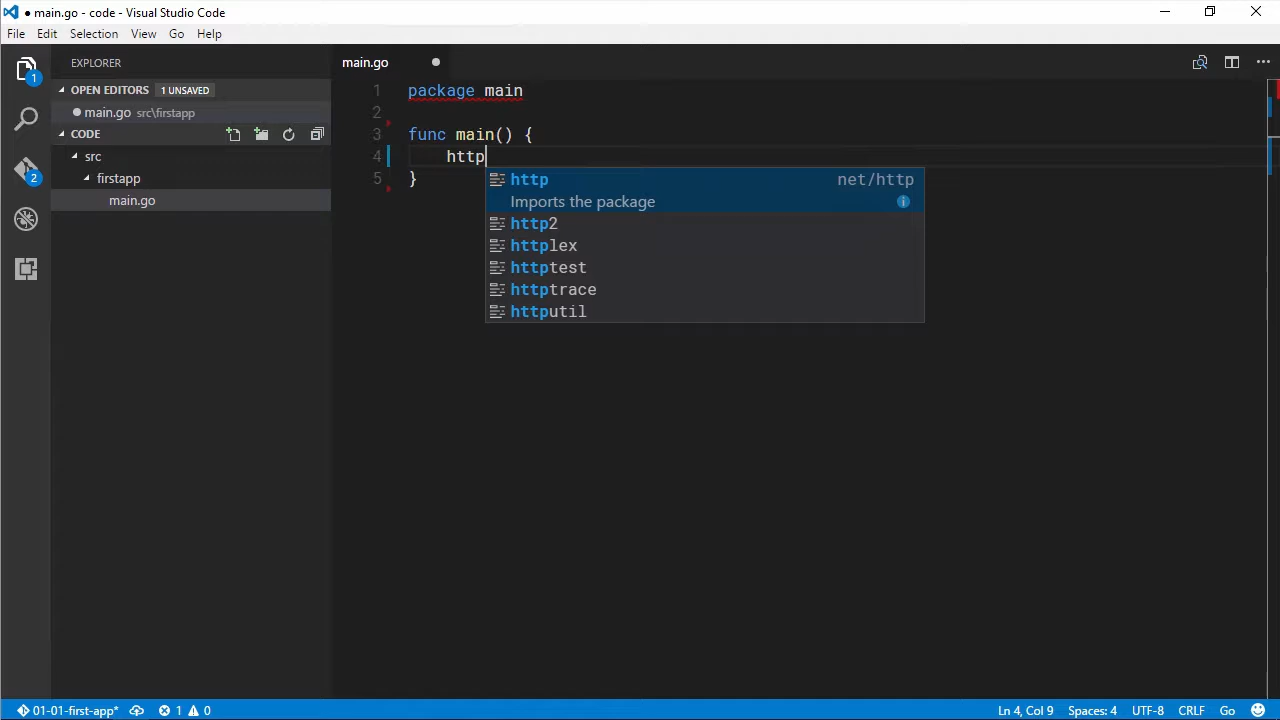 ● main.go - code - Visual Studio Code
File Edit Selection View Go Help
EXPLORER
OPEN EDITORS 1 UNSAVED
main.go src\firstapp
CODE
src
firstapp
main.go
1
2
main.go
1 package main
2
3 func main() {
4 http
5 }
http net/http
Imports the package
http2
httplex
httptest
httptrace
httputil
01-01-first-app* 1 0 Ln 4, Col 9 Spaces: 4 UTF-8 CRLF Go